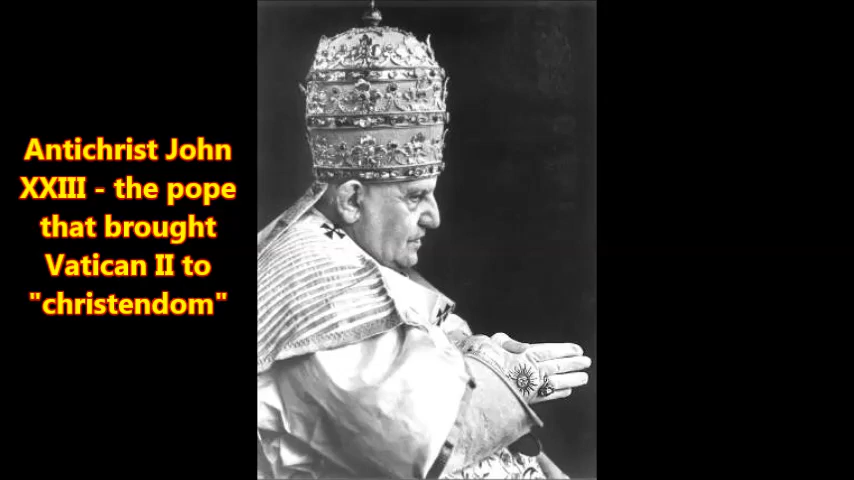 Antichrist John
XXIII - the pope
that brought
Vatican II to
"christendom"